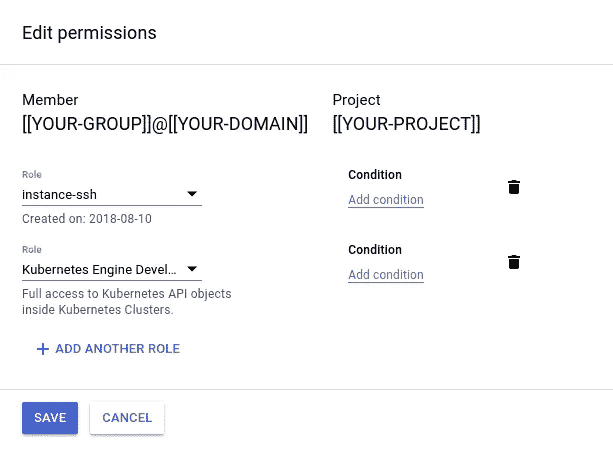 Edit permissions
Member
Project
[[YOUR-GROUP]]@[[YOUR-DOMAIN]]
[[YOUR-PROJECT]]
Role
instance-ssh
Condition
Add condition
Created on: 2018-08-10
Role
Kubernetes Engine Devel...
Condition
Add condition
Full access to Kubernetes API objects
inside Kubernetes Clusters.
ADD ANOTHER ROLE
SAVE
CANCEL